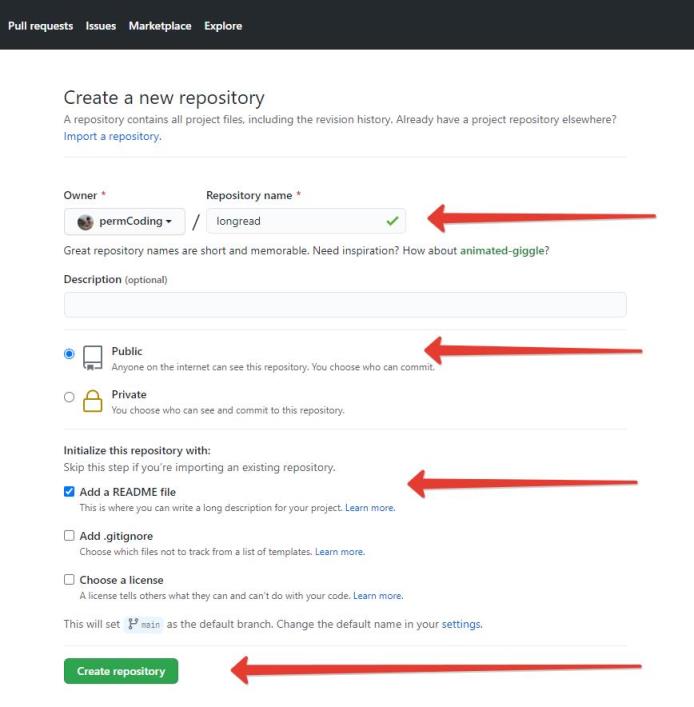 Pull requests Issues Marketplace Explore
Create a new repository
A repository contains all project files, including the revision history. Already have a project repository elsewhere?
Import a repository.
Owner * Repository name *
permCoding / longread
Great repository names are short and memorable. Need inspiration? How about animated-giggle?
Description (optional)
Public
Anyone on the internet can see this repository. You choose who can commit.
Private
You choose who can see and commit to this repository.
Initialize this repository with:
Skip this step if you're importing an existing repository.
Add a README file
This is where you can write a long description for your project. Learn more.
Add .gitignore
Choose which files not to track from a list of templates. Learn more.
Choose a license
A license tells others what they can and can't do with your code. Learn more.
This will set main as the default branch. Change the default name in your settings.
Create repository